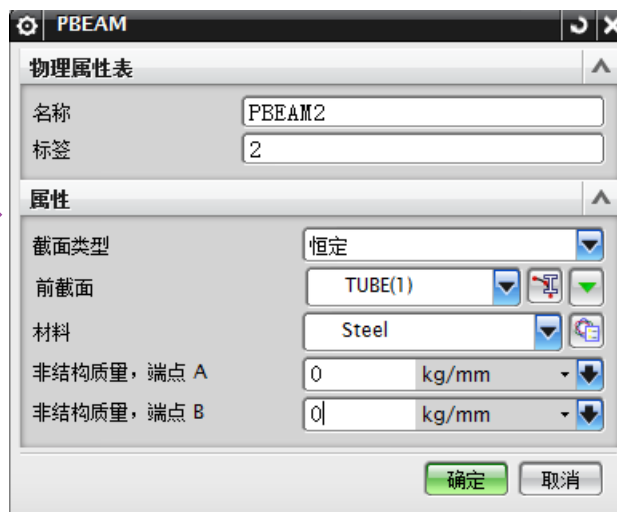 PBEAM
物理属性表
名称 PBEAM2
标签 2
属性
截面类型 恒定
前截面 TUBE(1)
材料 Steel
非结构质量，端点 A 0 kg/mm
非结构质量，端点 B 0 kg/mm
确定 取消